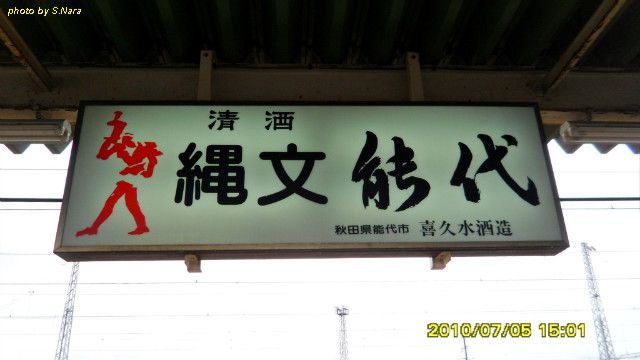 photo by S.Nara
清酒
縄文能代
秋田県能代市 喜久水酒造
2010/07/05 15:01